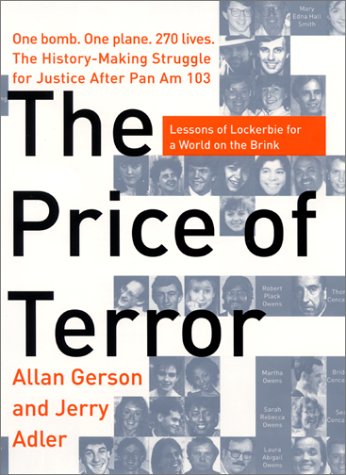 Mary
Edna Hall
Smith
One bomb. One plane. 270 lives.
The History-Making Struggle
for Justice After Pan Am 103
Lessons of Lockerbie for
a World on the Brink
The
Price of
Terror
Robert
Plack
Owens
Martha
Owens
Sarah
Rebecca
Owens
Laura
Abigail
Owens
Allan Gerson
and Jerry
Adler